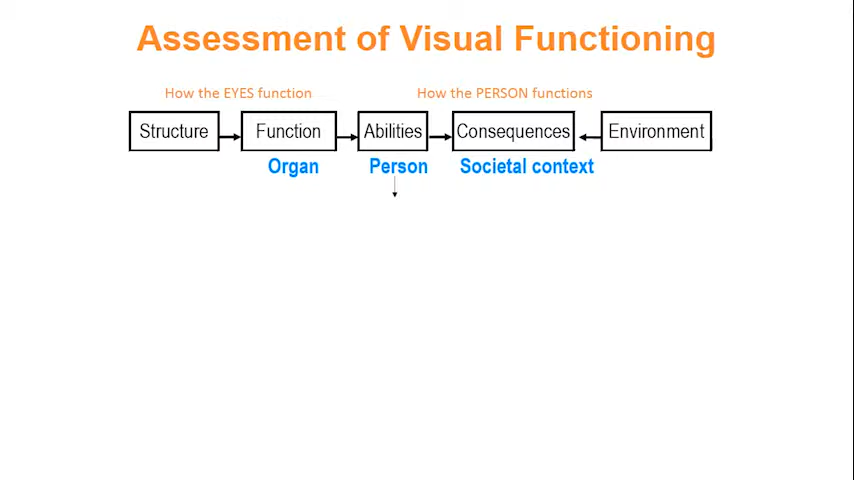 Assessment of Visual Functioning
How the EYES function How the PERSON functions
Structure Function Abilities Consequences Environment
Organ Person Societal context